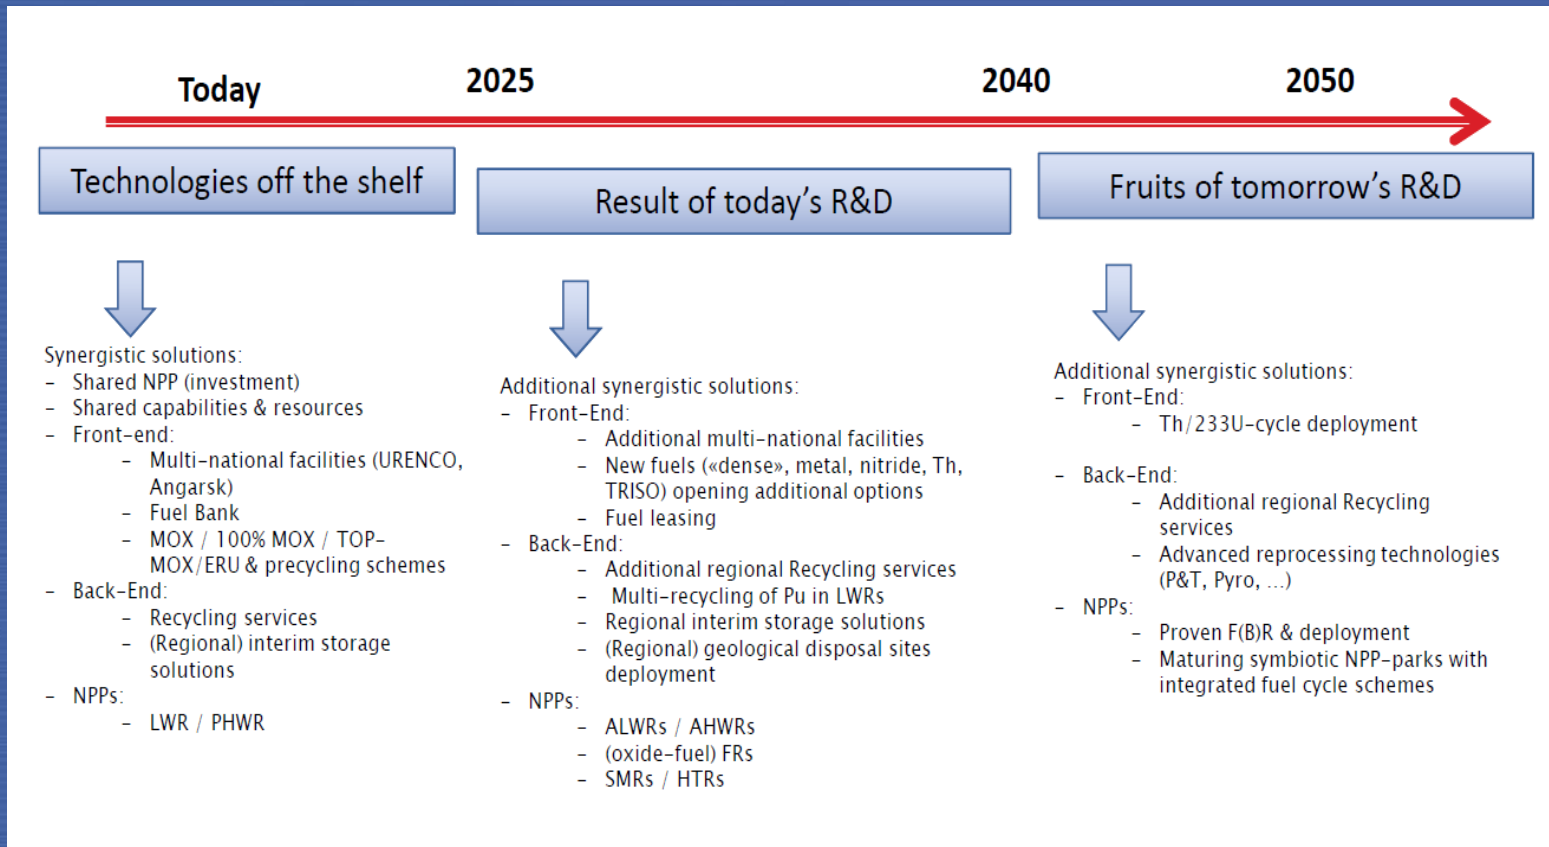 Today
2025
2040
2050
Technologies off the shelf
Result of today's R&D
Fruits of tomorrow's R&D
Synergistic solutions:
– Shared NPP (investment)
– Shared capabilities & resources
– Front-end:
– Multi-national facilities (URENCO,
Angarsk)
– Fuel Bank
– MOX / 100% MOX / TOP-
MOX/ERU & precycling schemes
– Back-End:
– Recycling services
– (Regional) interim storage
solutions
– NPPs:
– LWR / PHWR
Additional synergistic solutions:
– Front-End:
– Additional multi-national facilities
– New fuels («dense», metal, nitride, Th,
TRISO) opening additional options
– Fuel leasing
– Back-End:
– Additional regional Recycling services
– Multi-recycling of Pu in LWRs
– Regional interim storage solutions
– (Regional) geological disposal sites
deployment
– NPPs:
– ALWRs / AHWRs
– (oxide-fuel) FRs
– SMRs / HTRs
Additional synergistic solutions:
– Front-End:
– Th/233U-cycle deployment
– Back-End:
– Additional regional Recycling
services
– Advanced reprocessing technologies
(P&T, Pyro, ...)
– NPPs:
– Proven F(B)R & deployment
– Maturing symbiotic NPP-parks with
integrated fuel cycle schemes